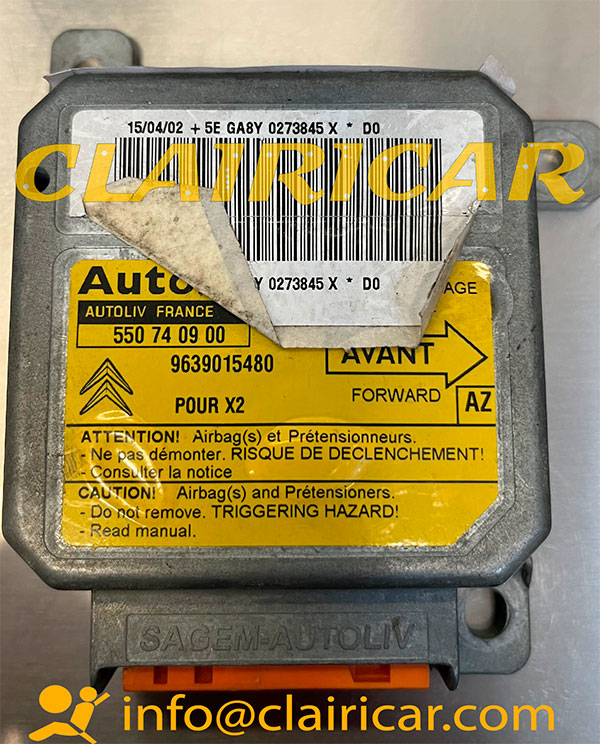 15/04/02 + 5E GA8Y 0273845 X * D0
CLAIRICAR
Y 0273845 X * D0
AGE
AUTOLIV FRANCE
550 74 09 00
9639015480
AVANT
FORWARD
POUR X2
AZ
ATTENTION! Airbag(s) et Prétensionneurs.
- Ne pas démonter. RISQUE DE DECLENCHEMENT!
- Consulter la notice
CAUTION! Airbag(s) and Prétensioners.
- Do not remove. TRIGGERING HAZARD!
- Read manual.
CLAIRICAR
SAGEM-AUTOLIV
info@clairicar.com